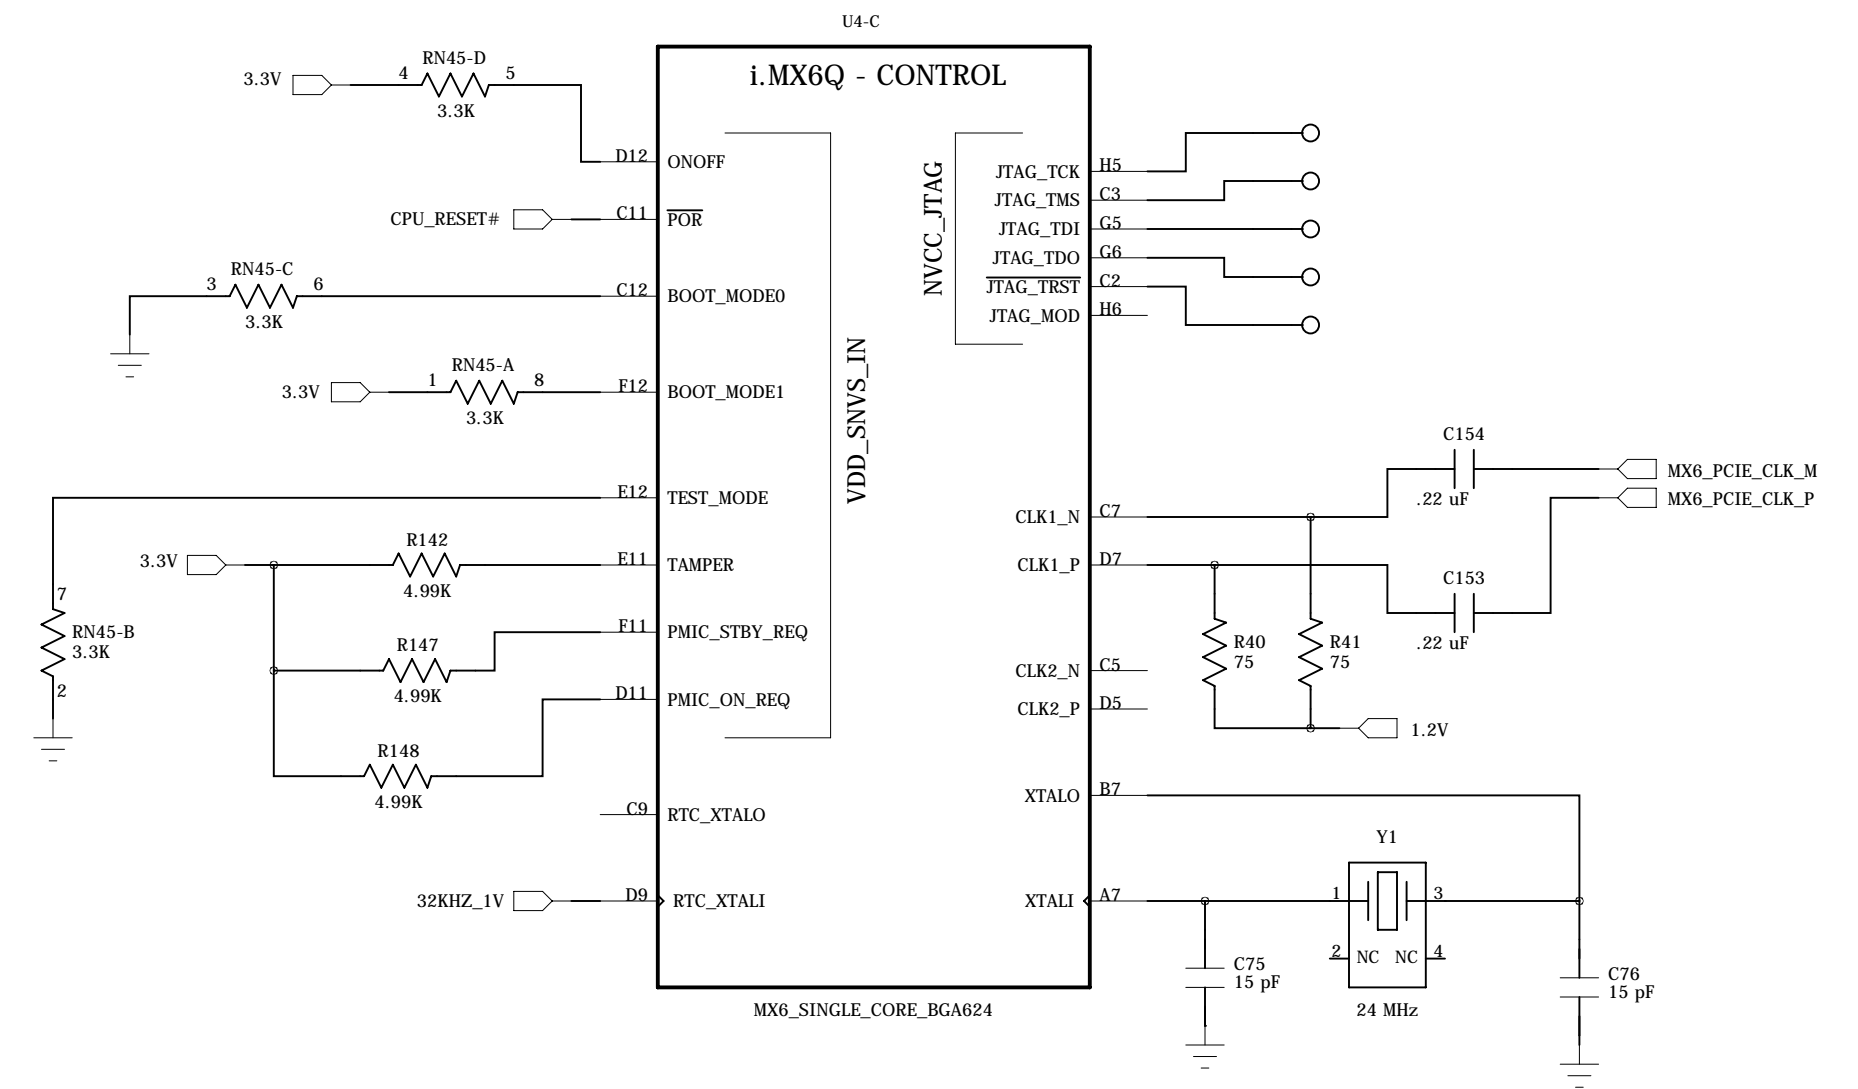 U4-C
i.MX6Q - CONTROL
RN45-D
3.3V
4
5
3.3K
D12
ONOFF
CPU_RESET#
C11
POR
RN45-C
3
6
3.3K
C12
BOOT_MODE0
RN45-A
3.3V
1
8
3.3K
F12
BOOT_MODE1
E12
TEST_MODE
7
RN45-B
3.3K
2
3.3V
R142
4.99K
E11
TAMPER
R147
4.99K
F11
PMIC_STBY_REQ
R148
4.99K
D11
PMIC_ON_REQ
C9
RTC_XTALO
32KHZ_1V
D9
RTC_XTALI
VDD_SNVS_IN
NVCC_JTAG
JTAG_TCK
H5
JTAG_TMS
C3
JTAG_TDI
G5
JTAG_TDO
G6
JTAG_TRST
C2
JTAG_MOD
H6
C154
.22 uF
MX6_PCIE_CLK_M
MX6_PCIE_CLK_P
CLK1_N
C7
CLK1_P
D7
C153
.22 uF
R40
75
R41
75
CLK2_N
C5
CLK2_P
D5
1.2V
XTALO
B7
Y1
XTALI
A7
1
3
2
NC
NC
4
24 MHz
C75
15 pF
C76
15 pF
MX6_SINGLE_CORE_BGA624